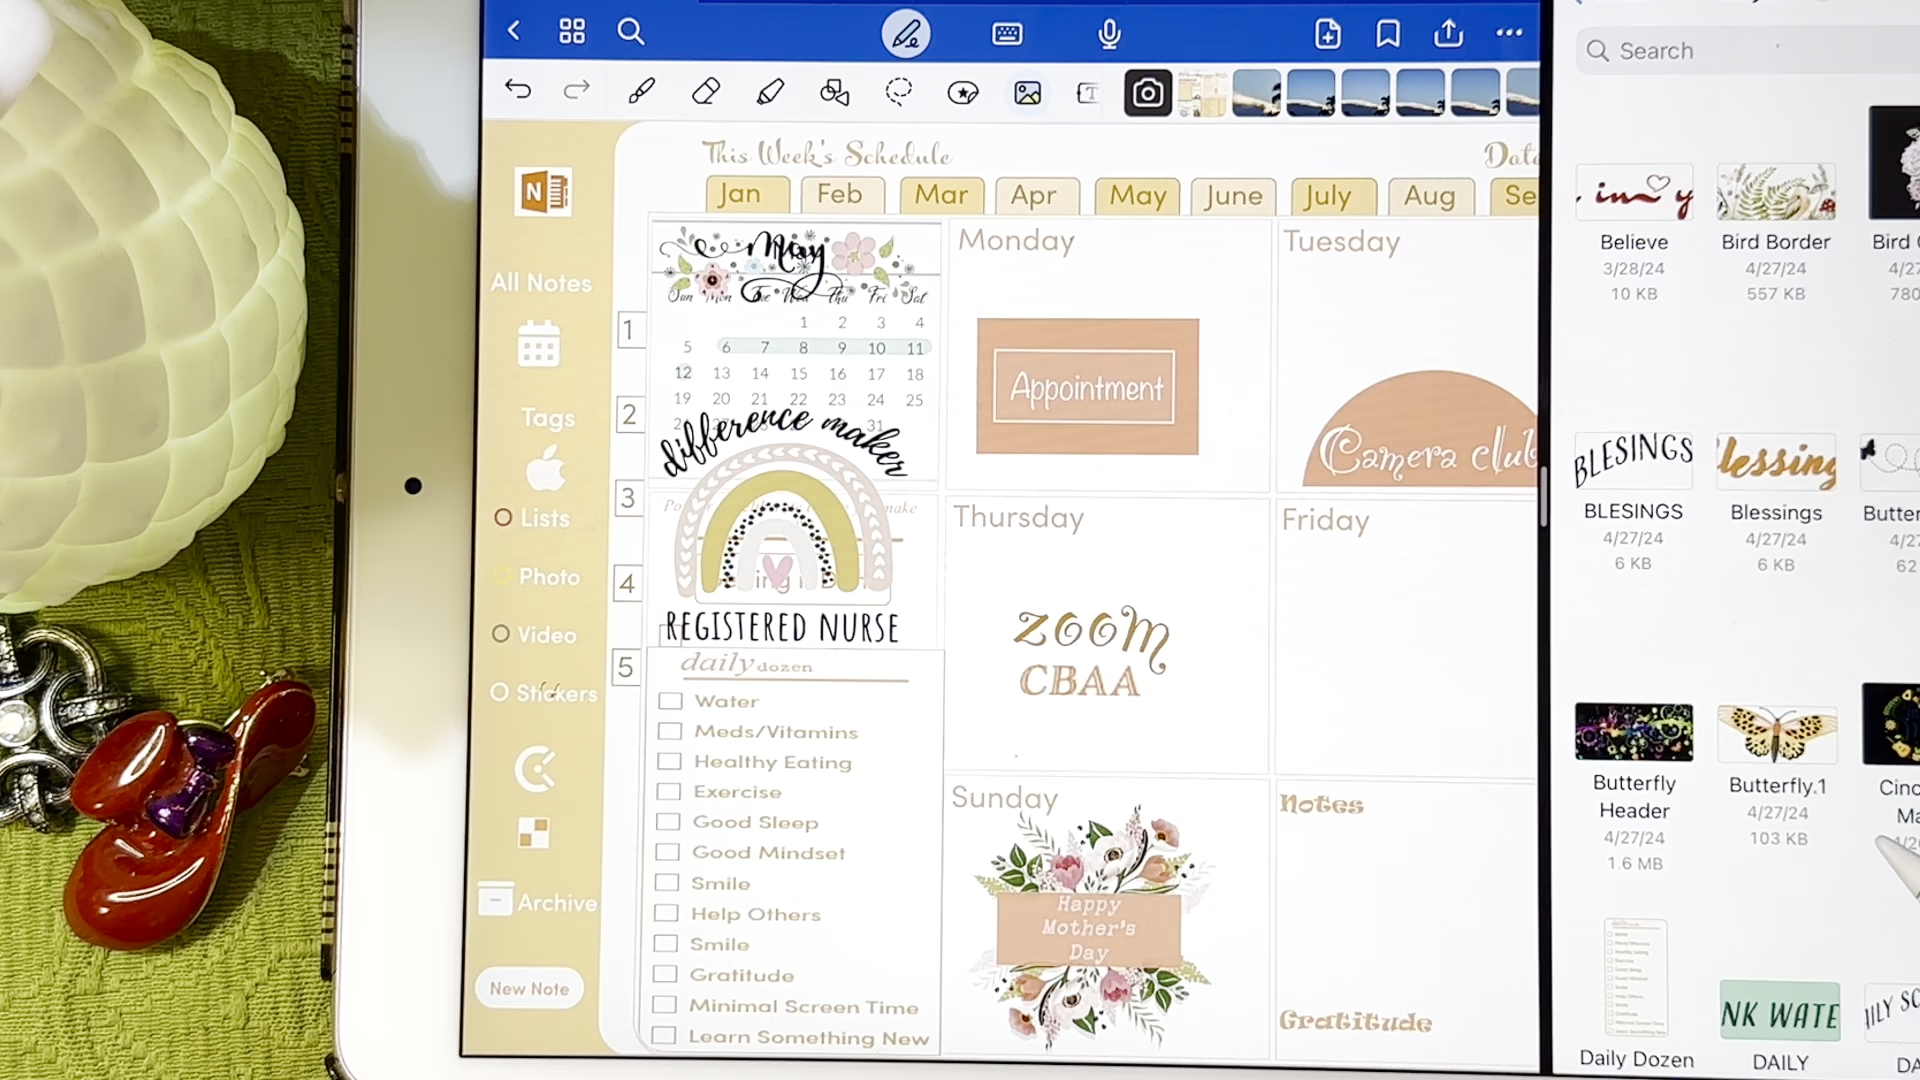 Search
This Week's Schedule
Jan Feb Mar Apr May June July Aug
N
All Notes
Tags
Lists
Photo
Video
Stickers
Archive
New Note
1
2
3
4
5
May
Sun Mon Tue Wed Thu Fri Sat
1 2 3 4
5 6 7 8 9 10 11
12 13 14 15 16 17 18
19 20 21 22 23 24 25
31
difference maker
REGISTERED NURSE
daily dozen
Water
Meds/Vitamins
Healthy Eating
Exercise
Good Sleep
Good Mindset
Smile
Help Others
Smile
Gratitude
Minimal Screen Time
Learn Something New
Monday
Appointment
Tuesday
Camera club
Thursday
ZOOM
CBAA
Friday
Sunday
Happy
Mother's
Day
Notes
Gratitude
Believe
3/28/24
10 KB
Bird Border
4/27/24
557 KB
Bird
780
BLESINGS
BLESINGS
4/27/24
6 KB
Blessings
4/27/24
6 KB
62
Butterfly
Header
4/27/24
1.6 MB
Butterfly.1
4/27/24
103 KB
Daily Dozen
NK WATE
DAILY